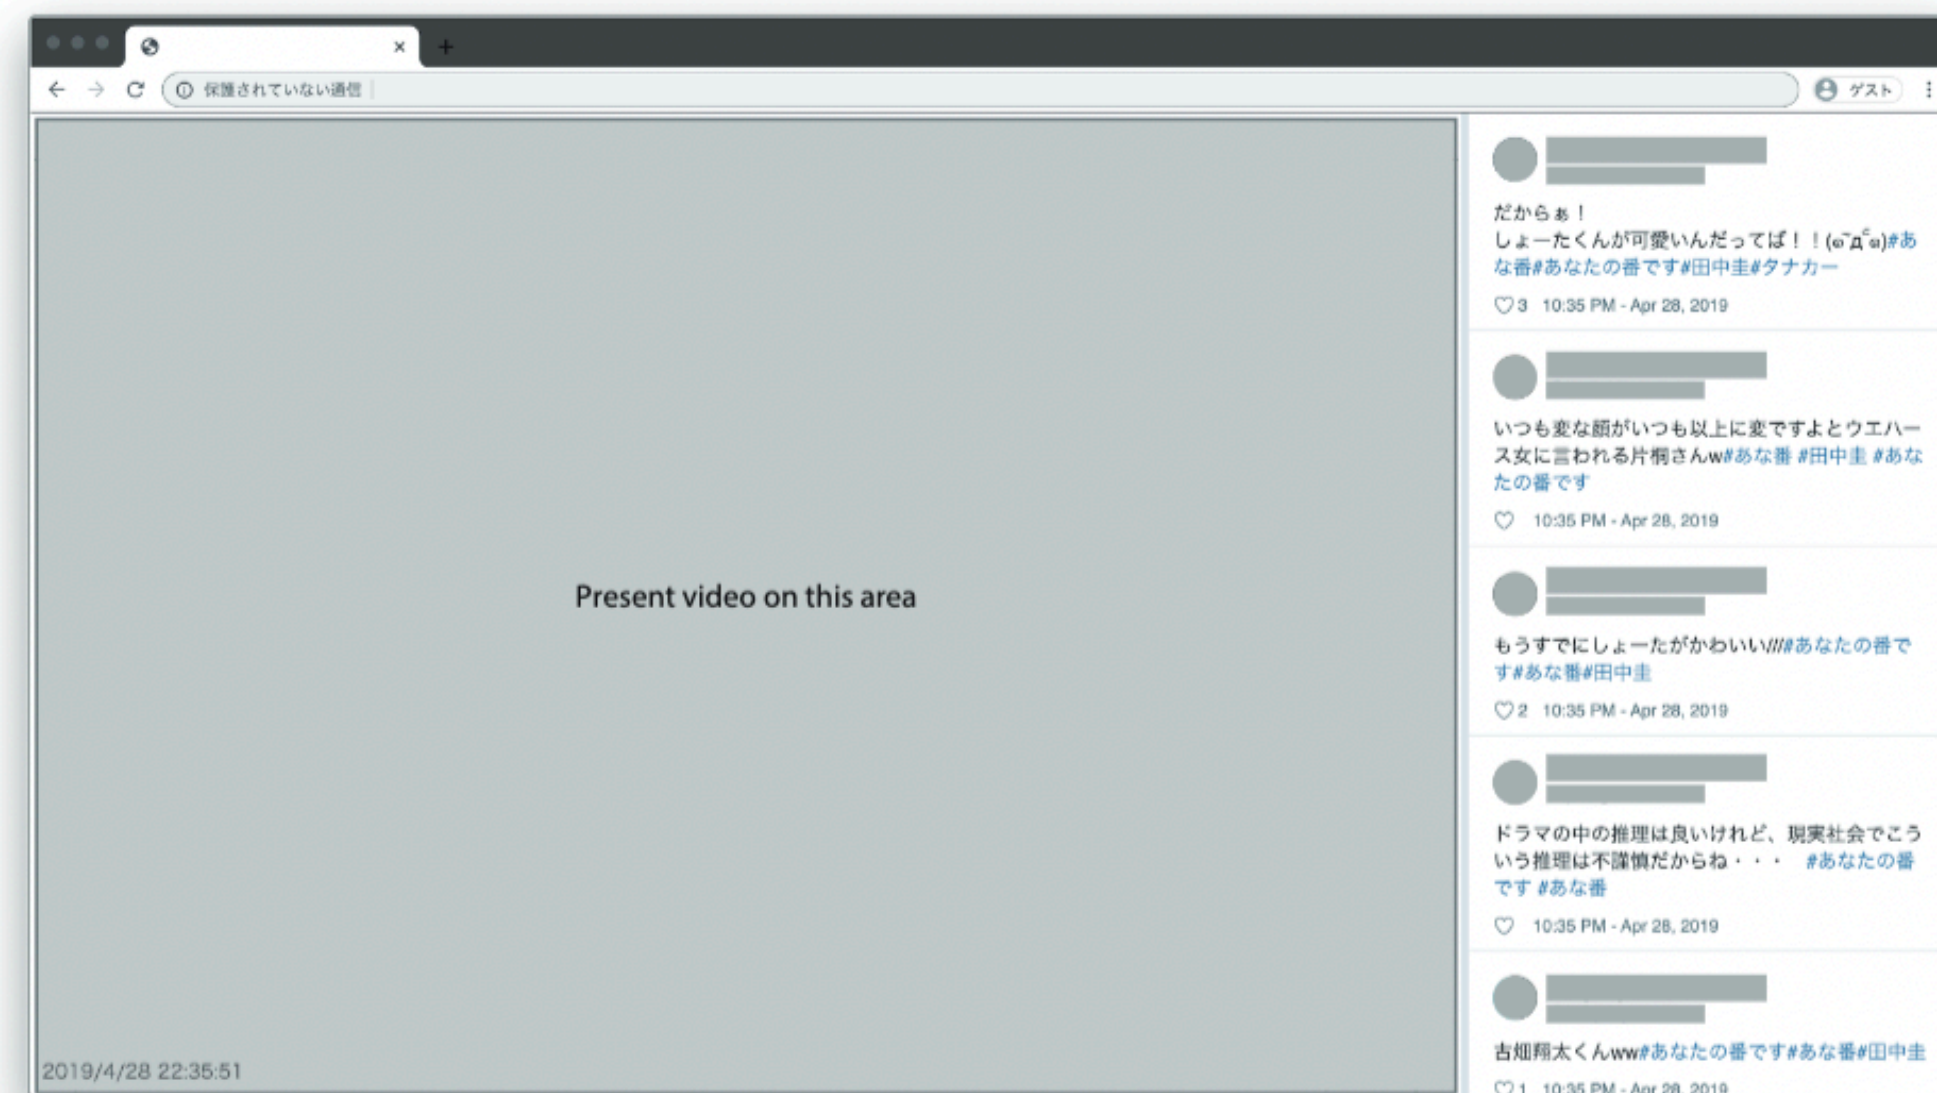 保護されていない通信
ゲスト
Present video on this area
2019/4/28 22:35:51
だからぁ！
しょーたくんが可愛いんだってば！！(๑˜д˜๑)#あ
な番#あなたの番です#田中圭#タナカー
♡ 3 10:35 PM - Apr 28, 2019
いつも変な顔がいつも以上に変ですよとウエハー
ス女に言われる片桐さんw#あな番 #田中圭 #あな
たの番です
♡ 10:35 PM - Apr 28, 2019
もうすでにしょーたがかわいい///#あなたの番で
す#あな番#田中圭
♡ 2 10:35 PM - Apr 28, 2019
ドラマの中の推理は良いけれど、現実社会でこう
いう推理は不謹慎だからね・・・ #あなたの番
です #あな番
♡ 10:35 PM - Apr 28, 2019
古畑翔太くんww#あなたの番です#あな番#田中圭
♡ 1 10:35 PM - Apr 28, 2019